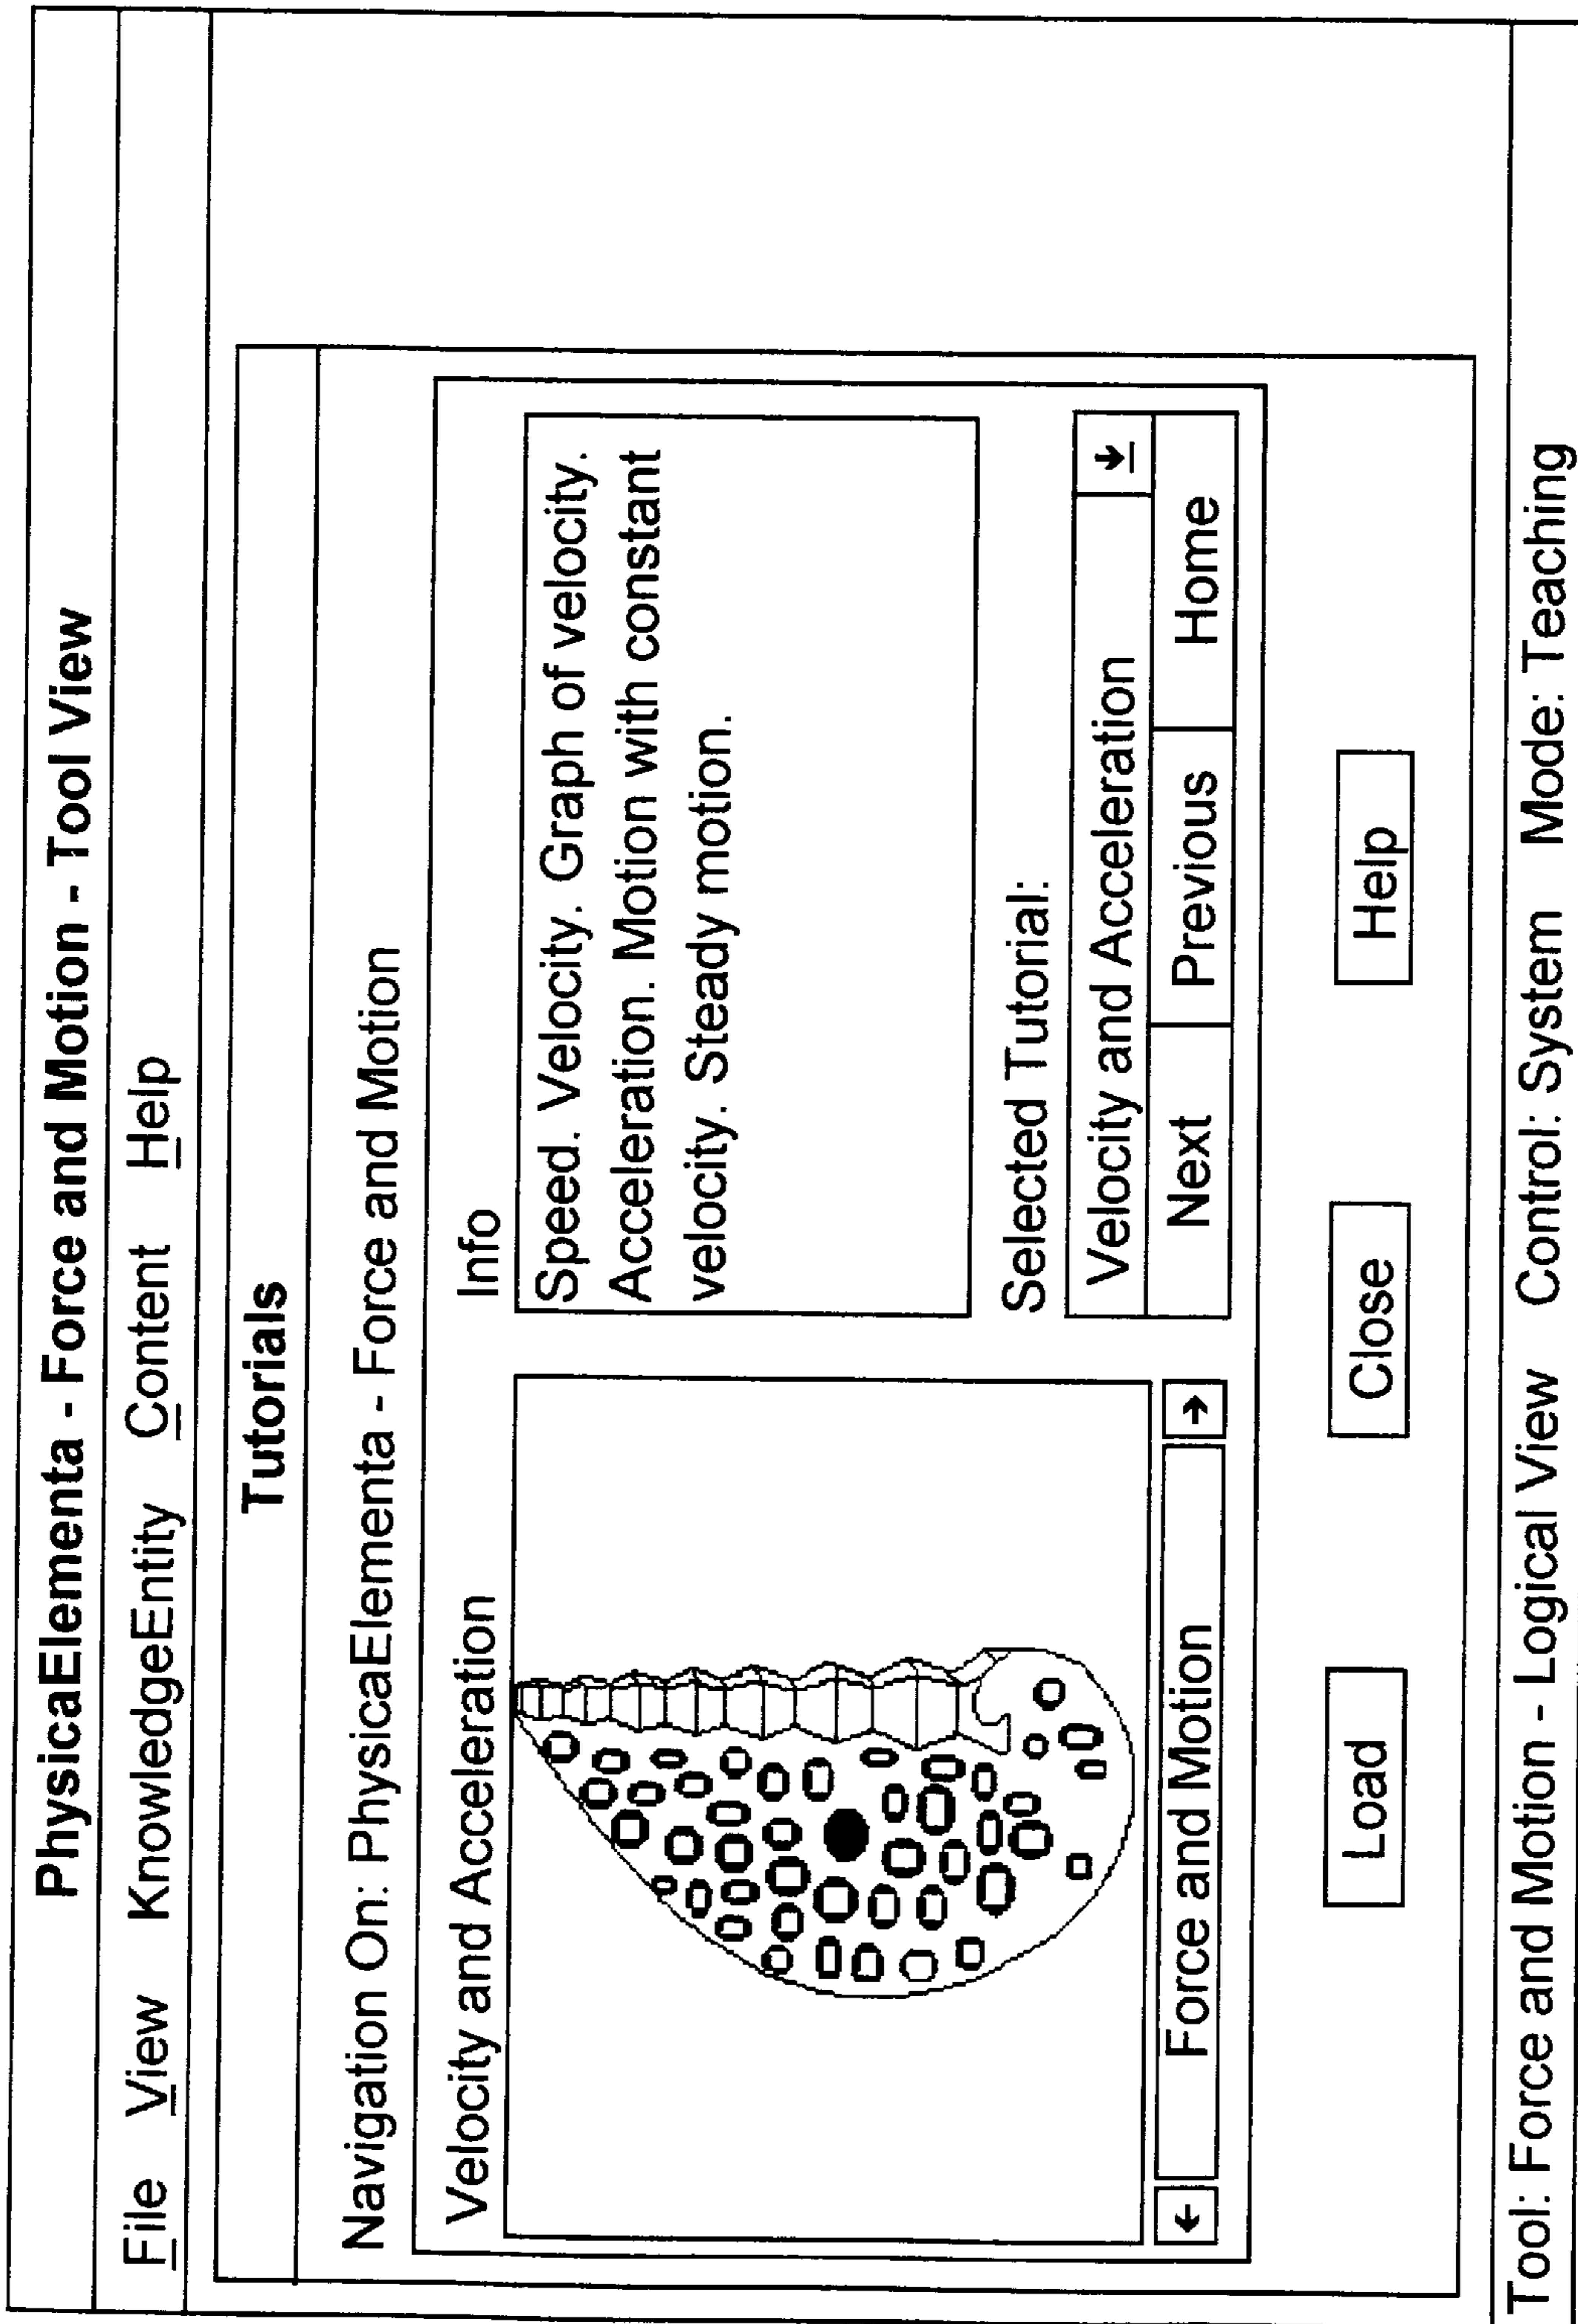 PhysicaElementa - Force and Motion - Tool View
File View KnowledgeEntity Content Help
Tutorials
Navigation On: PhysicaElementa - Force and Motion
Velocity and Acceleration
Force and Motion
Info
Speed. Velocity. Graph of velocity.
Acceleration. Motion with constant
velocity. Steady motion.
Selected Tutorial:
Velocity and Acceleration
Next Previous Home
Load Close Help
Tool: Force and Motion - Logical View Control: System Mode: Teaching